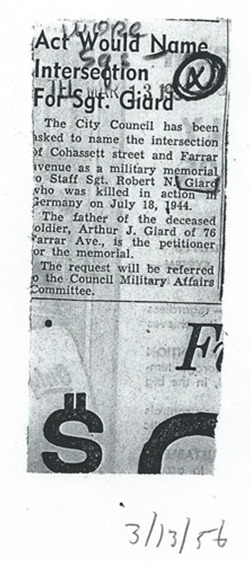 Act Would Name
Intersection
For Sgt. Giard
MAR 13 19
The City Council has been
asked to name the intersection
of Cohassett street and Farrar
avenue as a military memorial
to Staff Sgt. Robert N. Giard
who was killed in action in
Germany on July 18, 1944.
The father of the deceased
soldier, Arthur J. Giard of 76
Farrar Ave., is the petitioner
for the memorial.
The request will be referred
to the Council Military Affairs
Committee.
F
$
3/13/56